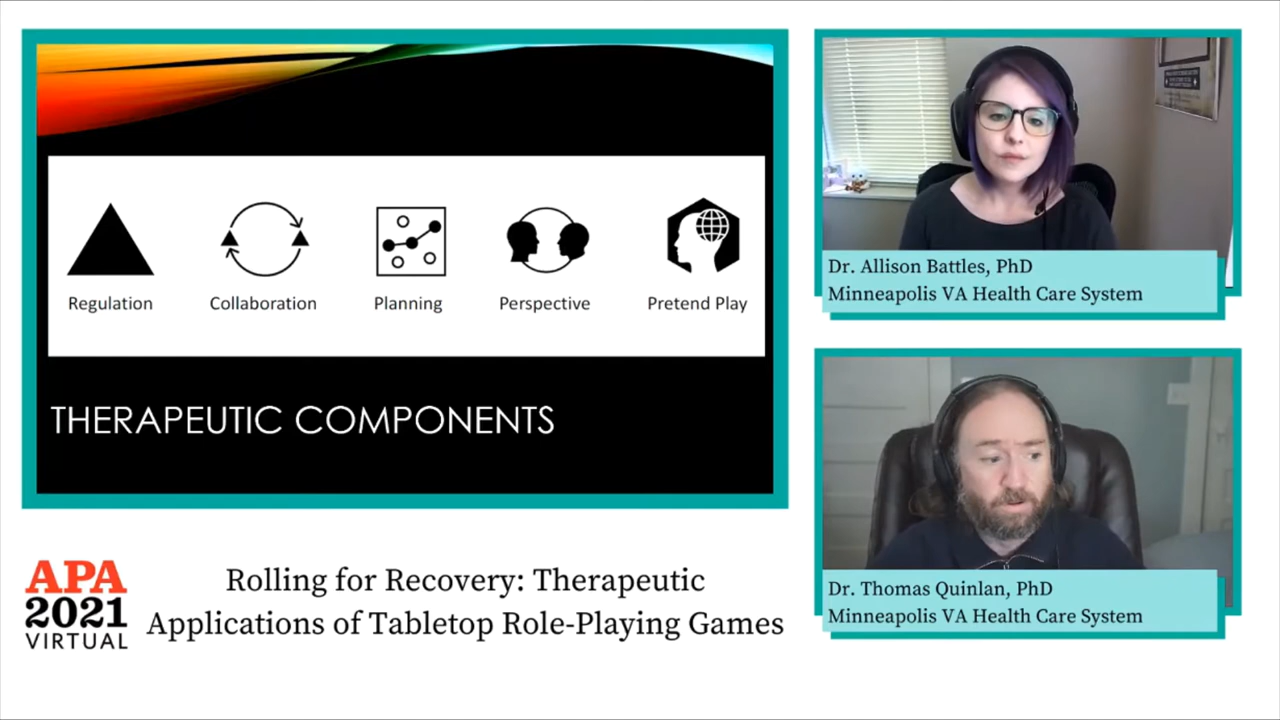 Regulation
Collaboration
Planning
Perspective
Pretend Play
THERAPEUTIC COMPONENTS
Dr. Allison Battles, PhD
Minneapolis VA Health Care System
Dr. Thomas Quinlan, PhD
Minneapolis VA Health Care System
APA
2021
VIRTUAL
Rolling for Recovery: Therapeutic
Applications of Tabletop Role-Playing Games